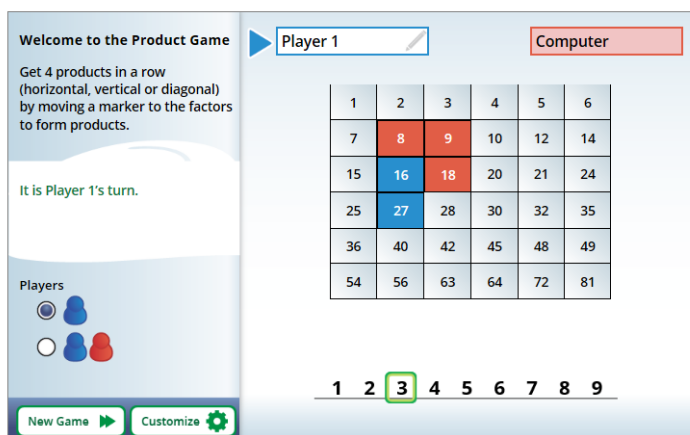 Welcome to the Product Game
Get 4 products in a row
(horizontal, vertical or diagonal)
by moving a marker to the factors
to form products.
It is Player 1's turn.
Players
New Game
Customize
Player 1
Computer
1 2 3 4 5 6
7 8 9 10 12 14
15 16 18 20 21 24
25 27 28 30 32 35
36 40 42 45 48 49
54 56 63 64 72 81
1 2 3 4 5 6 7 8 9